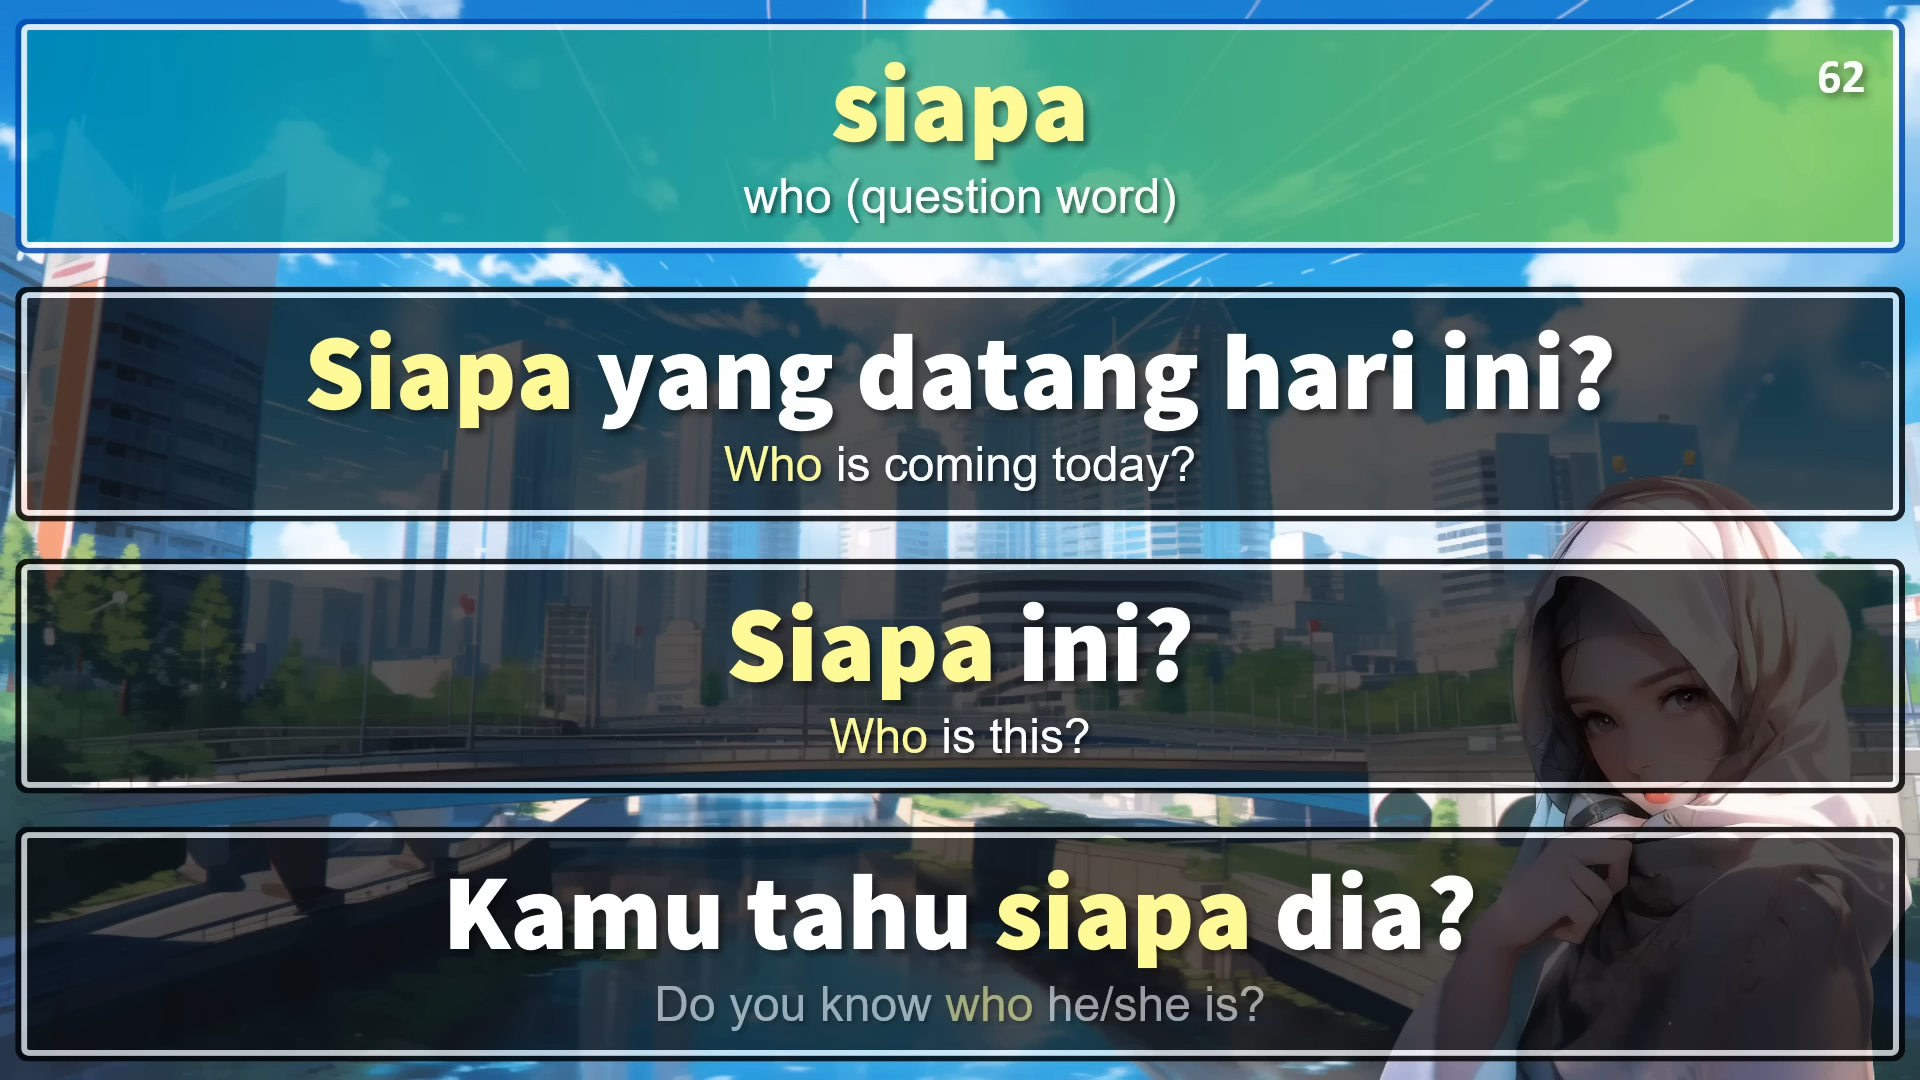 siapa
62
who (question word)
Siapa yang datang hari ini?
Who is coming today?
Siapa ini?
Who is this?
Kamu tahu siapa dia?
Do you know who he/she is?